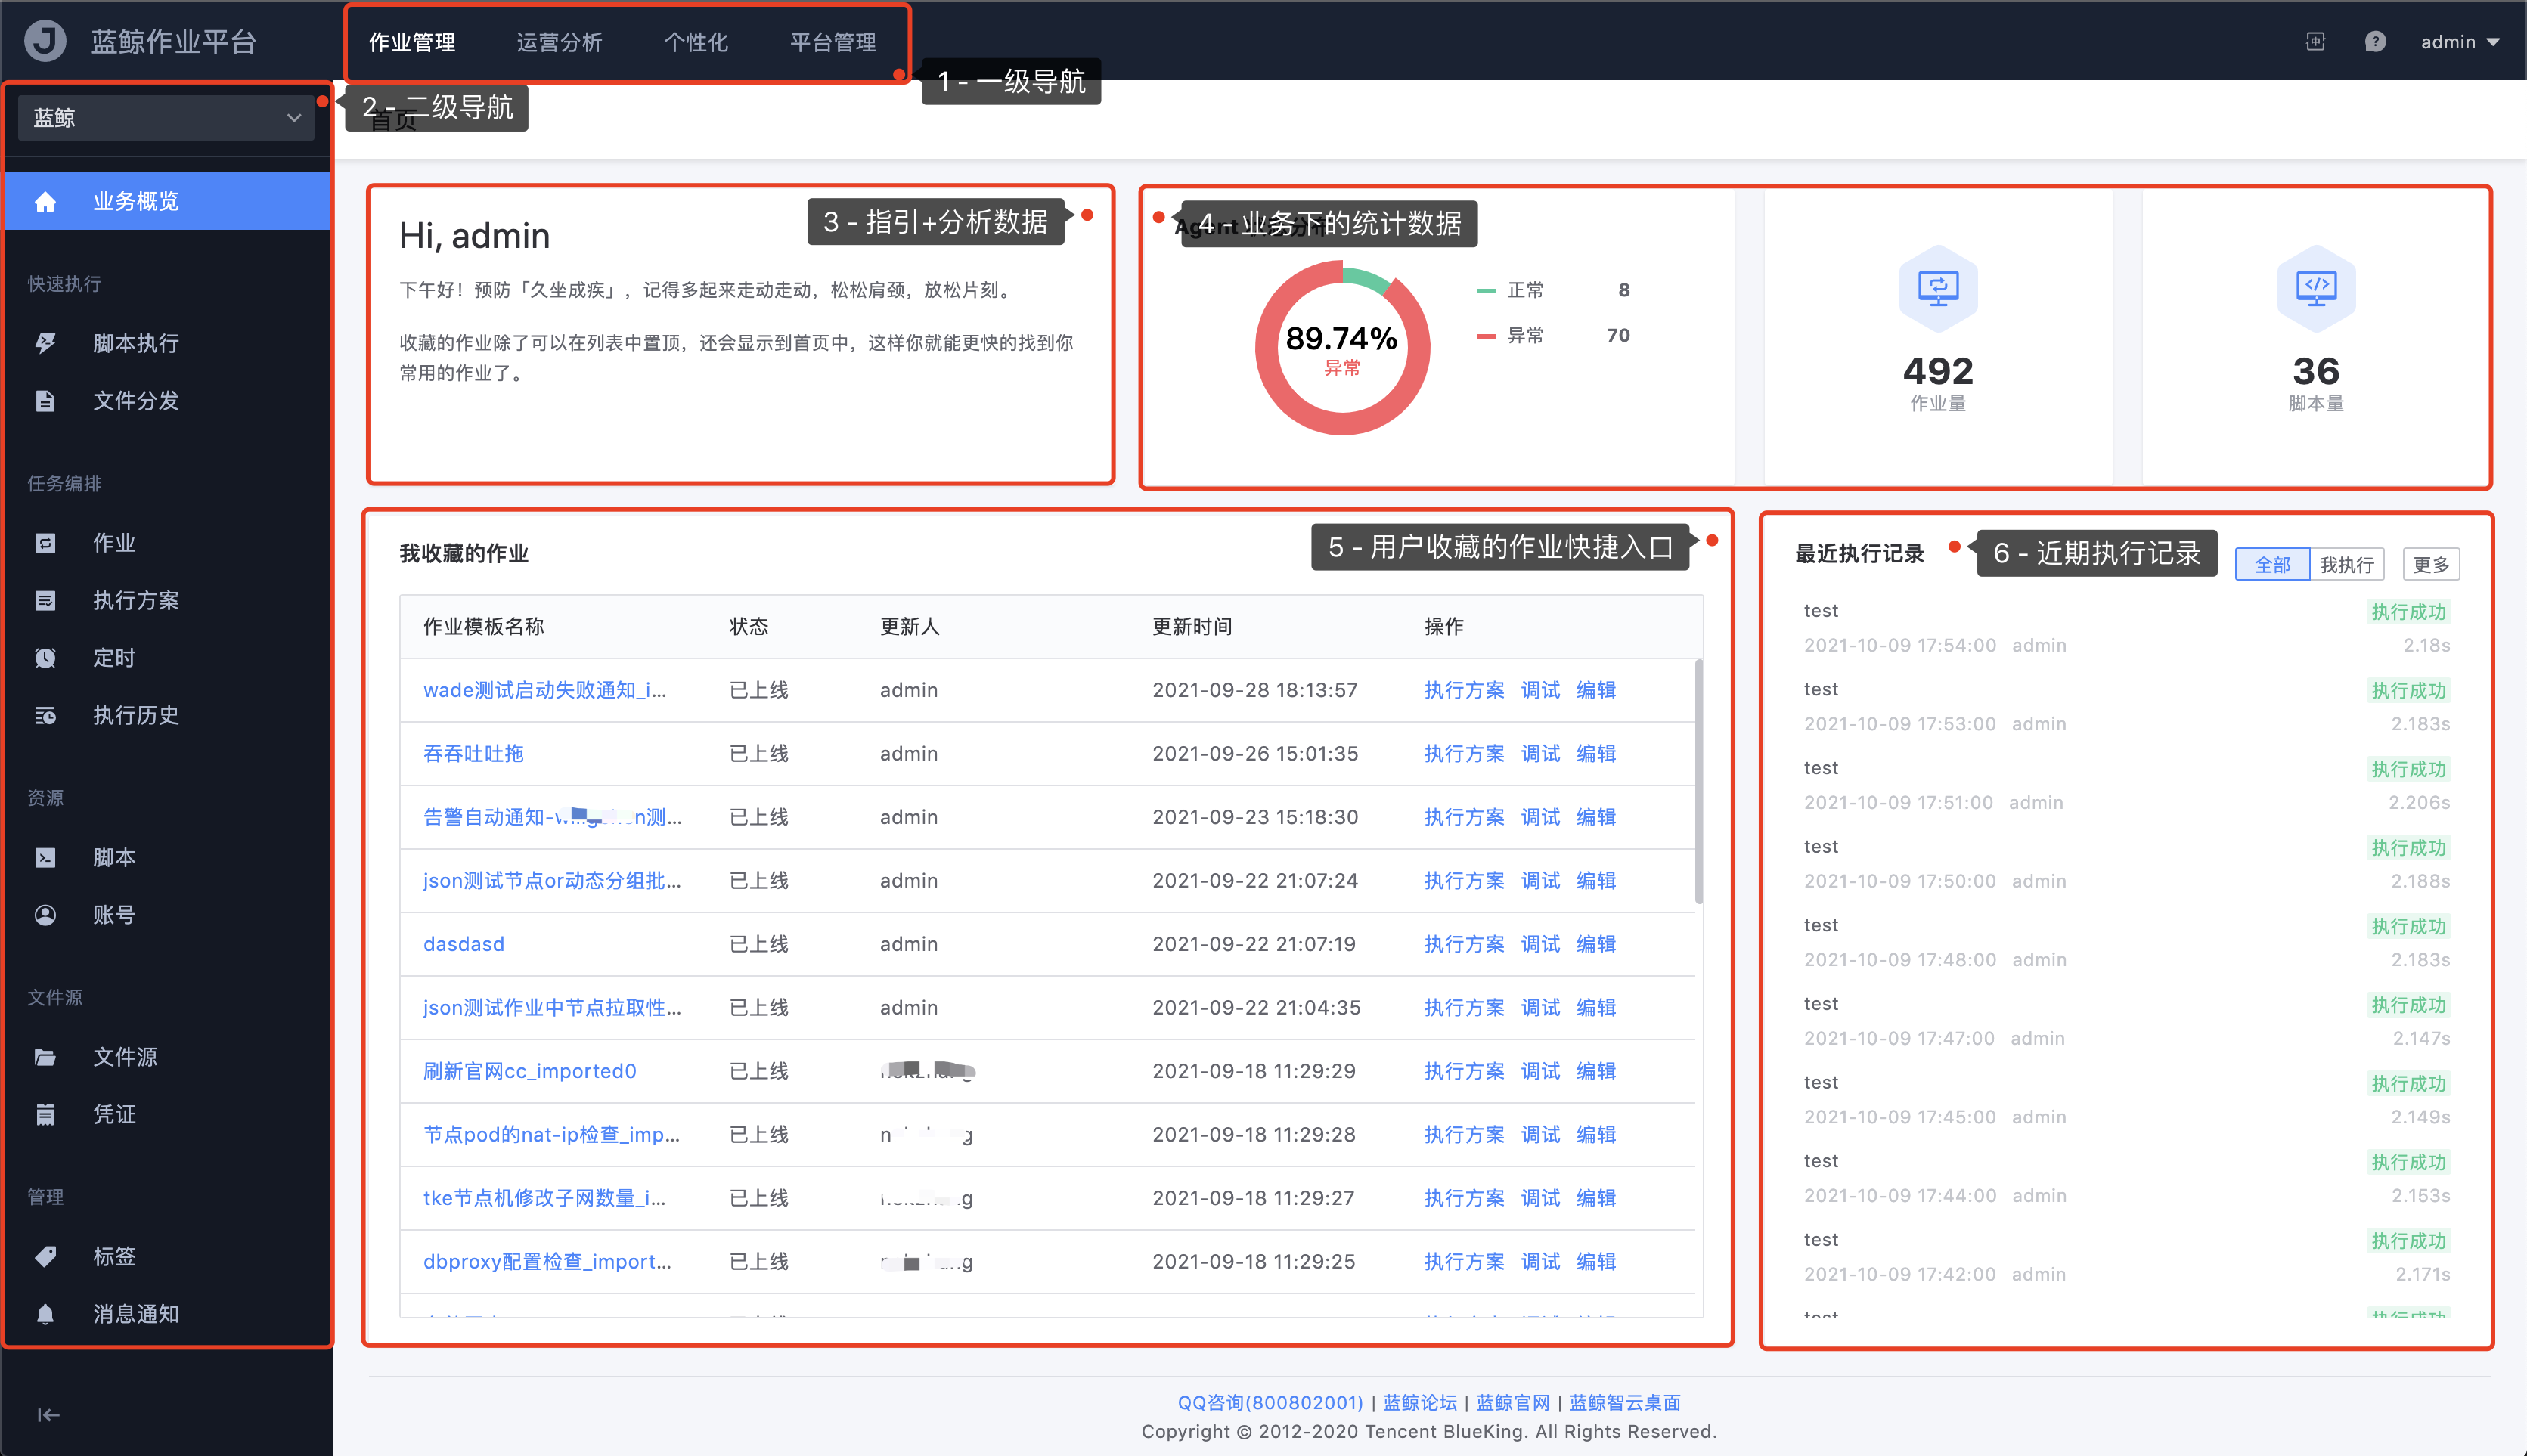 蓝鲸作业平台
作业管理 运营分析 个性化 平台管理
admin
1 - 一级导航
蓝鲸
2 - 二级导航
首页
业务概览
快速执行
脚本执行
文件分发
任务编排
作业
执行方案
定时
执行历史
资源
脚本
账号
文件源
文件源
凭证
管理
标签
消息通知
Hi, admin
3 - 指引+分析数据
下午好！预防「久坐成疾」，记得多起来走动走动，松松肩颈，放松片刻。
收藏的作业除了可以在列表中置顶，还会显示到首页中，这样你就能更快的找到你
常用的作业了。
Agent
4 - 业务下的统计数据
89.74%
异常
正常 8
异常 70
492
作业量
36
脚本量
我收藏的作业
5 - 用户收藏的作业快捷入口
作业模板名称 状态 更新人 更新时间 操作
wade测试启动失败通知_i... 已上线 admin 2021-09-28 18:13:57 执行方案 调试 编辑
吞吞吐吐拖 已上线 admin 2021-09-26 15:01:35 执行方案 调试 编辑
告警自动通知- 测... 已上线 admin 2021-09-23 15:18:30 执行方案 调试 编辑
json测试节点or动态分组批... 已上线 admin 2021-09-22 21:07:24 执行方案 调试 编辑
dasdasd 已上线 admin 2021-09-22 21:07:19 执行方案 调试 编辑
json测试作业中节点拉取性... 已上线 admin 2021-09-22 21:04:35 执行方案 调试 编辑
刷新官网cc_imported0 已上线 2021-09-18 11:29:29 执行方案 调试 编辑
节点pod的nat-ip检查_imp... 已上线 2021-09-18 11:29:28 执行方案 调试 编辑
tke节点机修改子网数量_i... 已上线 2021-09-18 11:29:27 执行方案 调试 编辑
dbproxy配置检查_import... 已上线 2021-09-18 11:29:25 执行方案 调试 编辑
最近执行记录
6 - 近期执行记录
全部 我执行 更多
test 执行成功
2021-10-09 17:54:00 admin 2.18s
test 执行成功
2021-10-09 17:53:00 admin 2.183s
test 执行成功
2021-10-09 17:51:00 admin 2.206s
test 执行成功
2021-10-09 17:50:00 admin 2.188s
test 执行成功
2021-10-09 17:48:00 admin 2.183s
test 执行成功
2021-10-09 17:47:00 admin 2.147s
test 执行成功
2021-10-09 17:45:00 admin 2.149s
test 执行成功
2021-10-09 17:44:00 admin 2.153s
test 执行成功
2021-10-09 17:42:00 admin 2.171s
test 执行成功
QQ咨询(800802001) | 蓝鲸论坛 | 蓝鲸官网 | 蓝鲸智云桌面
Copyright © 2012-2020 Tencent BlueKing. All Rights Reserved.